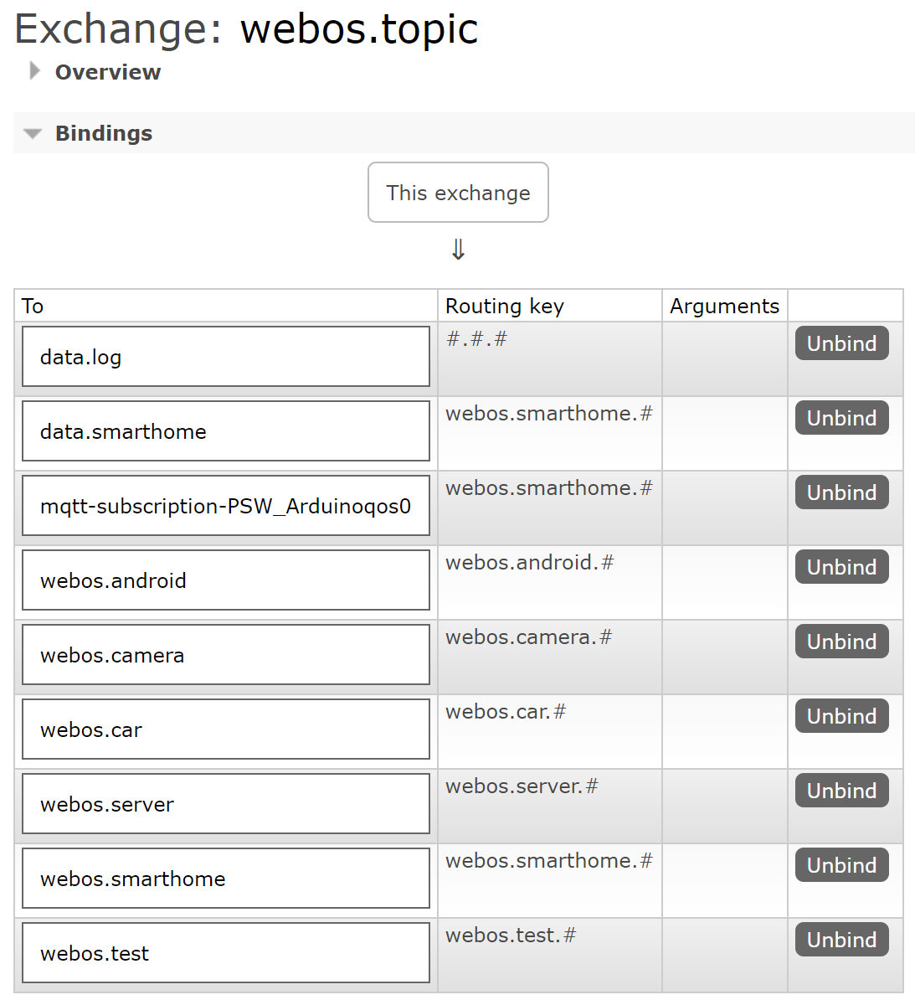 Exchange: webos.topic
Overview
Bindings
This exchange
⇓
To Routing key Arguments
data.log #.#.# Unbind
data.smarthome webos.smarthome.# Unbind
mqtt-subscription-PSW_Arduinoqos0 webos.smarthome.# Unbind
webos.android webos.android.# Unbind
webos.camera webos.camera.# Unbind
webos.car webos.car.# Unbind
webos.server webos.server.# Unbind
webos.smarthome webos.smarthome.# Unbind
webos.test webos.test.# Unbind